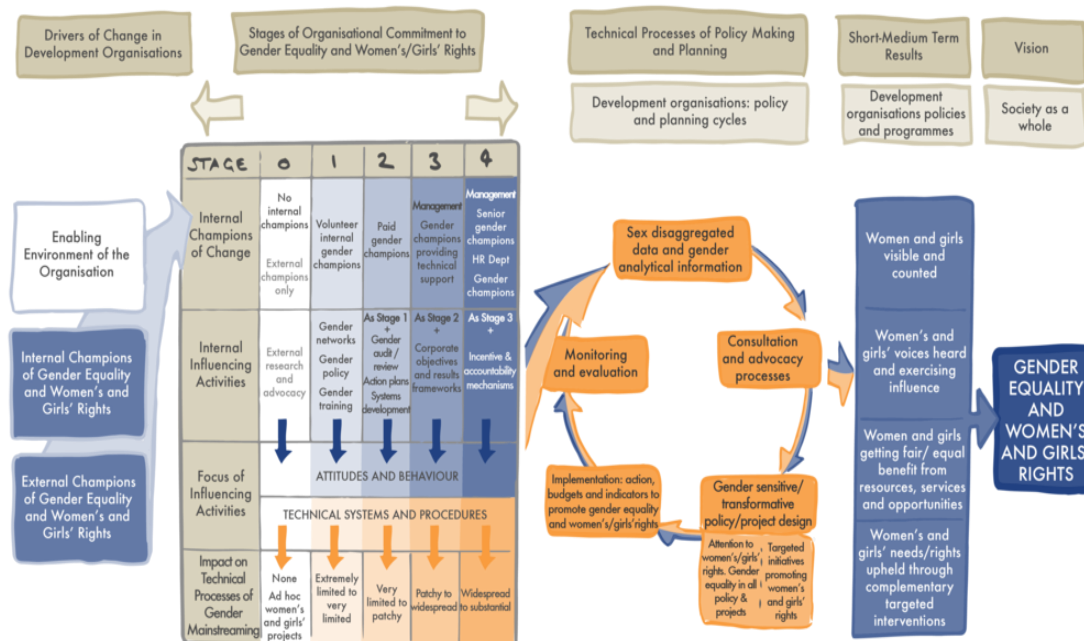 Drivers of Change in
Development Organisations
Stages of Organisational Commitment to
Gender Equality and Women's/Girls' Rights
Technical Processes of Policy Making
and Planning
Short-Medium Term
Results
Vision
Development organisations: policy
and planning cycles
Development
organisations policies
and programmes
Society as a
whole
STAGE 0 1 2 3 4
Enabling
Environment of the
Organisation
Internal Champions
of Gender Equality
and Women's and
Girls' Rights
External Champions
of Gender Equality
and Women's and
Girls' Rights
Internal
Champions
of Change
No
internal
champions
External
champions
only
Volunteer
internal
gender
champions
Paid
gender
champions
Management
Gender
champions
providing
technical
support
Management
Senior
gender
champions
HR Dept
Gender
champions
Internal
Influencing
Activities
External
research
and
advocacy
Gender
networks
Gender
policy
Gender
training
As Stage 1
+
Gender
audit /
review
Action plans
Systems
development
As Stage 2
+
Corporate
objectives
and results
frameworks
As Stage 3
+
Incentive &
accountability
mechanisms
Focus of
Influencing
Activities
ATTITUDES AND BEHAVIOUR
TECHNICAL SYSTEMS AND PROCEDURES
Impact on
Technical
Processes of
Gender
Mainstreaming
None
Ad hoc
women's
and girls'
projects
Extremely
limited to
very
limited
Very
limited to
patchy
Patchy to
widespread
Widespread
to substantial
Sex disaggregated
data and gender
analytical information
Consultation
and advocacy
processes
Gender sensitive/
transformative
policy/project design
Attention to
women's/girls'
rights. Gender
equality in all
policy &
projects
Targeted
initiatives
promoting
women's
and girls'
rights
Implementation: action,
budgets and indicators to
promote gender equality
and women's/girls'rights
Monitoring
and evaluation
Women and girls
visible and
counted
Women's and
girls' voices heard
and exercising
influence
Women and girls
getting fair/ equal
benefit from
resources, services
and opportunities
Women's and
girls' needs/rights
upheld through
complementary
targeted
interventions
GENDER
EQUALITY
AND
WOMEN'S
AND GIRLS'
RIGHTS